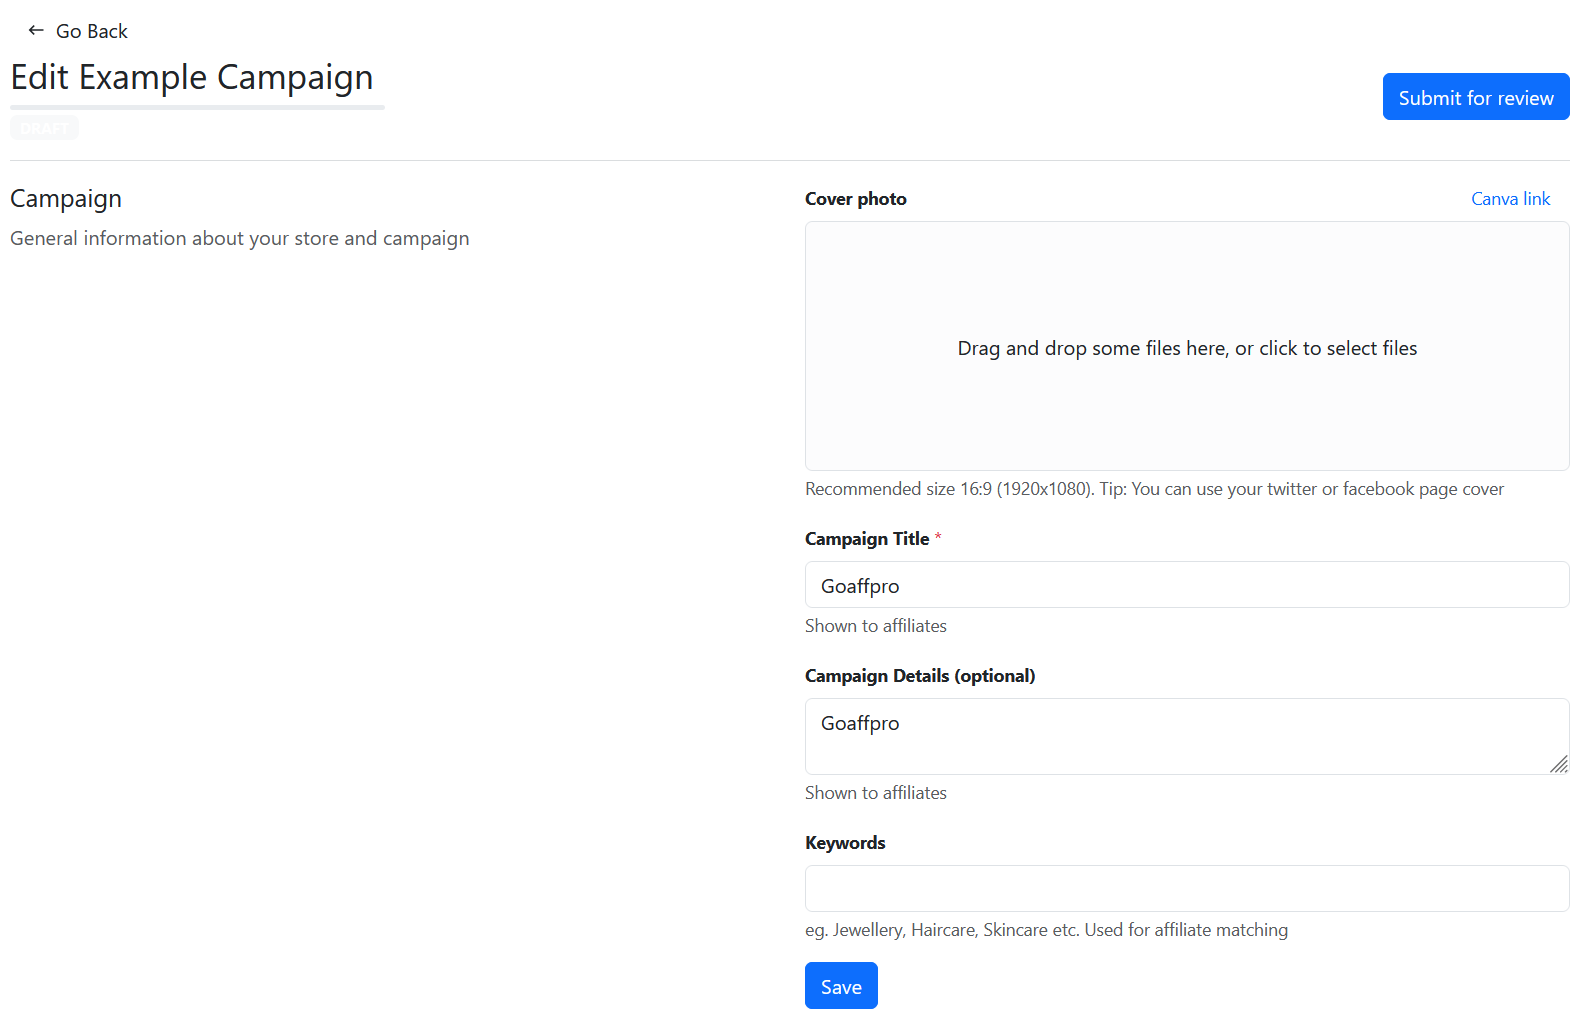 Go Back
Edit Example Campaign
DRAFT
Submit for review
Campaign
General information about your store and campaign
Cover photo
Canva link
Drag and drop some files here, or click to select files
Recommended size 16:9 (1920x1080). Tip: You can use your twitter or facebook page cover
Campaign Title *
Goaffpro
Shown to affiliates
Campaign Details (optional)
Goaffpro
Shown to affiliates
Keywords
eg. Jewellery, Haircare, Skincare etc. Used for affiliate matching
Save